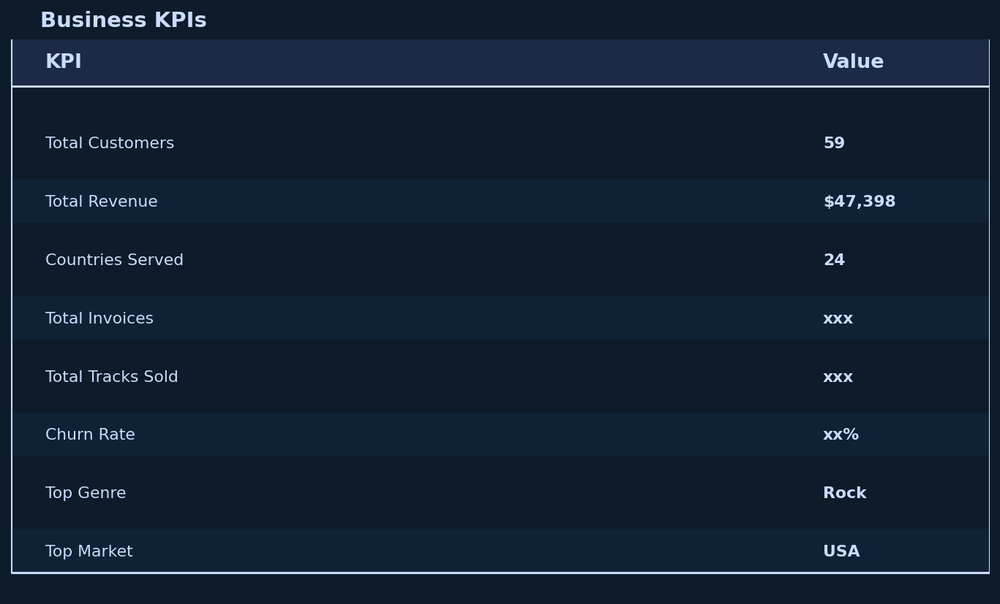 Business KPIs
KPI Value
Total Customers 59
Total Revenue $47,398
Countries Served 24
Total Invoices xxx
Total Tracks Sold xxx
Churn Rate xx%
Top Genre Rock
Top Market USA